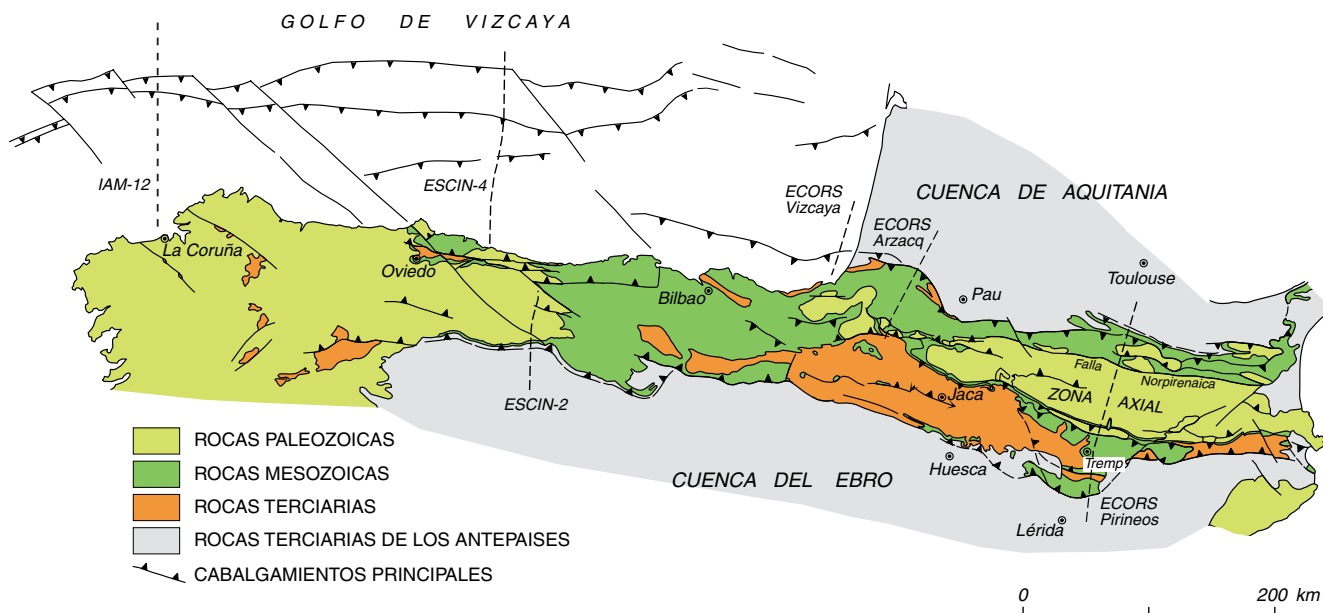 GOLFO DE VIZCAYA
IAM-12
ESCIN-4
ECORS
Vizcaya
CUENCA DE AQUITANIA
ECORS
Arzacq
La Coruña
Oviedo
Bilbao
Pau
Toulouse
Falla
Norpirenaica
ZONA
AXIAL
Jaca
ESCIN-2
Tremp
Huesca
CUENCA DEL EBRO
ECORS
Pirineos
Lérida
ROCAS PALEOZOICAS
ROCAS MESOZOICAS
ROCAS TERCIARIAS
ROCAS TERCIARIAS DE LOS ANTEPAISES
CABALGAMIENTOS PRINCIPALES
0 200 km